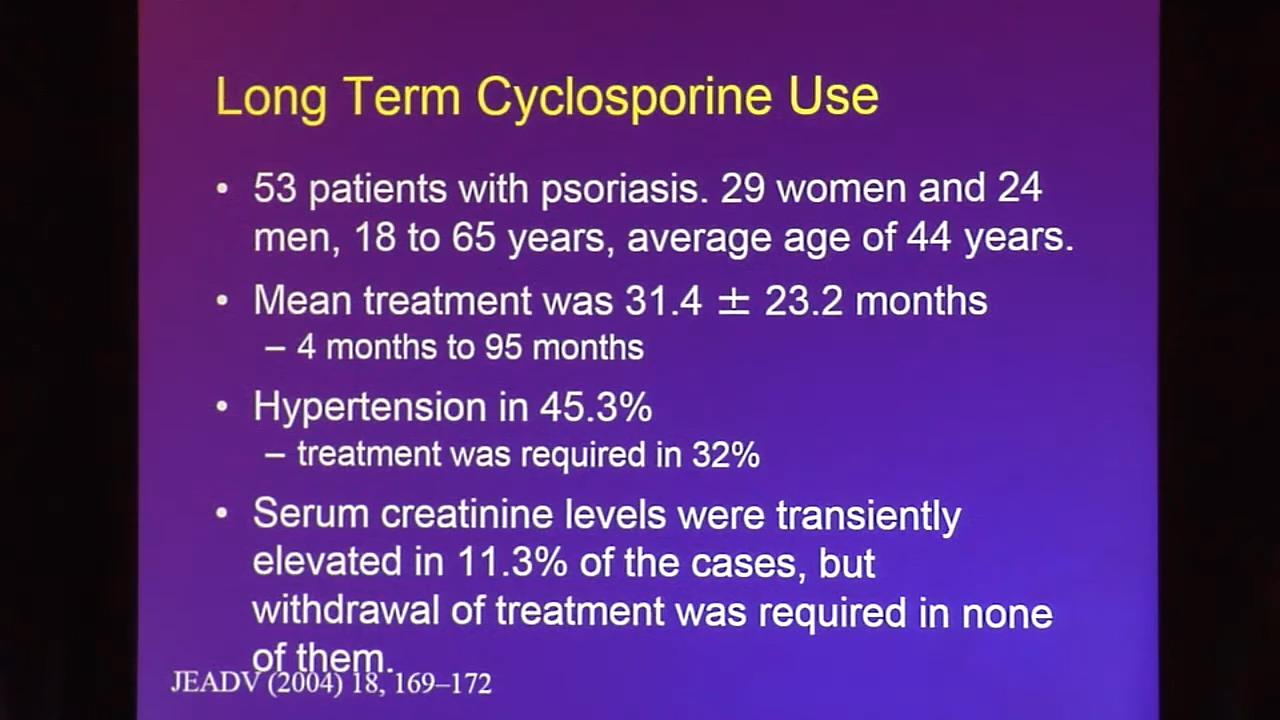 Long Term Cyclosporine Use
• 53 patients with psoriasis. 29 women and 24
men, 18 to 65 years, average age of 44 years.
• Mean treatment was 31.4 ± 23.2 months
– 4 months to 95 months
• Hypertension in 45.3%
– treatment was required in 32%
• Serum creatinine levels were transiently
elevated in 11.3% of the cases, but
withdrawal of treatment was required in none
of them.
JEADV (2004) 18, 169–172